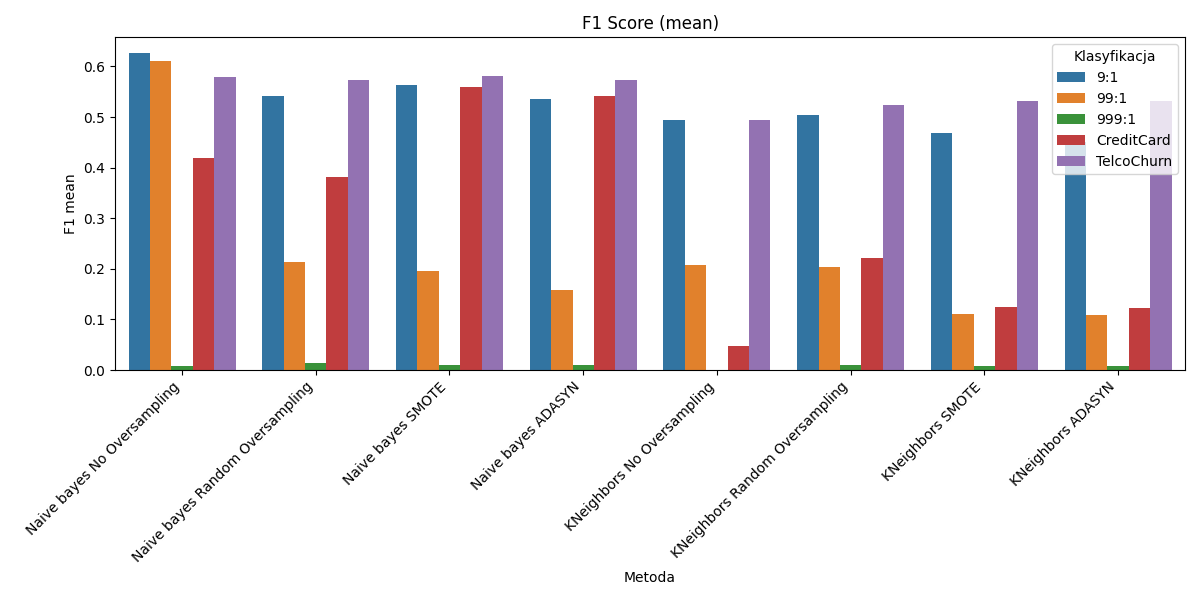 F1 Score (mean)
Klasyfikacja
9:1
99:1
999:1
CreditCard
TelcoChurn
F1 mean
0.6
0.5
0.4
0.3
0.2
0.1
0.0
Naive bayes No Oversampling
Naive bayes Random Oversampling
Naive bayes SMOTE
Naive bayes ADASYN
KNeighbors No Oversampling
KNeighbors Random Oversampling
KNeighbors SMOTE
KNeighbors ADASYN
Metoda